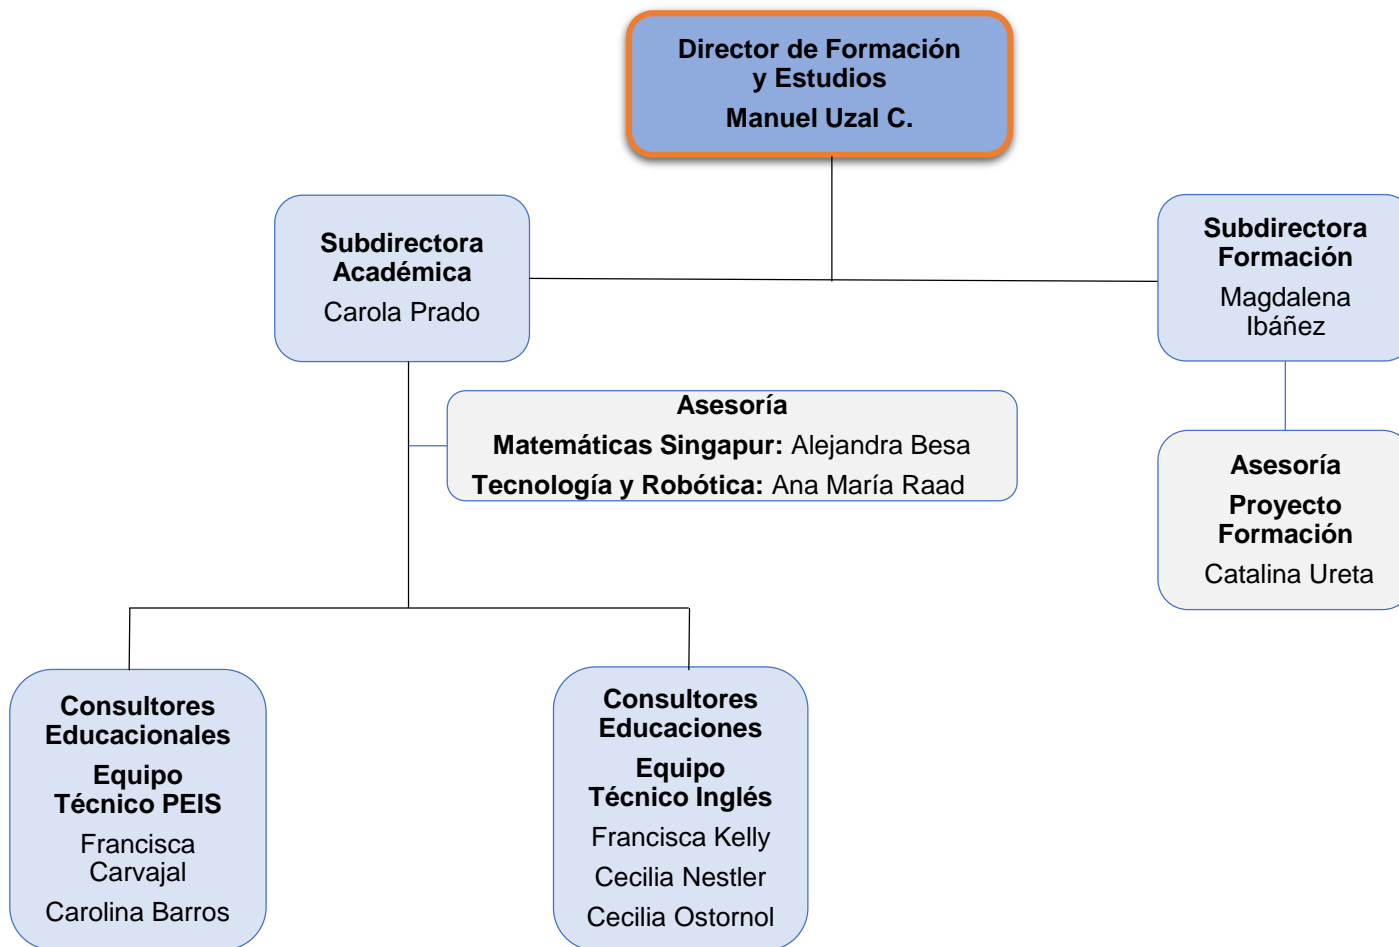 Director de Formación
y Estudios
Manuel Uzal C.
Subdirectora
Académica
Carola Prado
Subdirectora
Formación
Magdalena
Ibáñez
Asesoría
Matemáticas Singapur: Alejandra Besa
Tecnología y Robótica: Ana María Raad
Asesoría
Proyecto
Formación
Catalina Ureta
Consultores
Educacionales
Equipo
Técnico PEIS
Francisca
Carvajal
Carolina Barros
Consultores
Educaciones
Equipo
Técnico Inglés
Francisca Kelly
Cecilia Nestler
Cecilia Ostornol